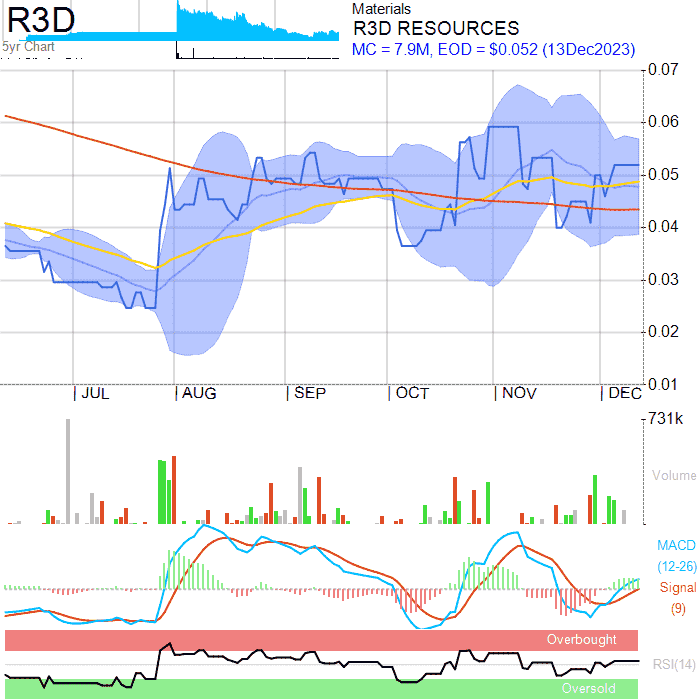 R3D
5yr Chart
Materials
R3D RESOURCES
MC = 7.9M, EOD = $0.052 (13Dec2023)
0.07
0.06
0.05
0.04
0.03
0.02
0.01
JUL AUG SEP OCT NOV DEC
731k
Volume
MACD
(12-26)
Signal
(9)
Overbought
RSI(14)
Oversold